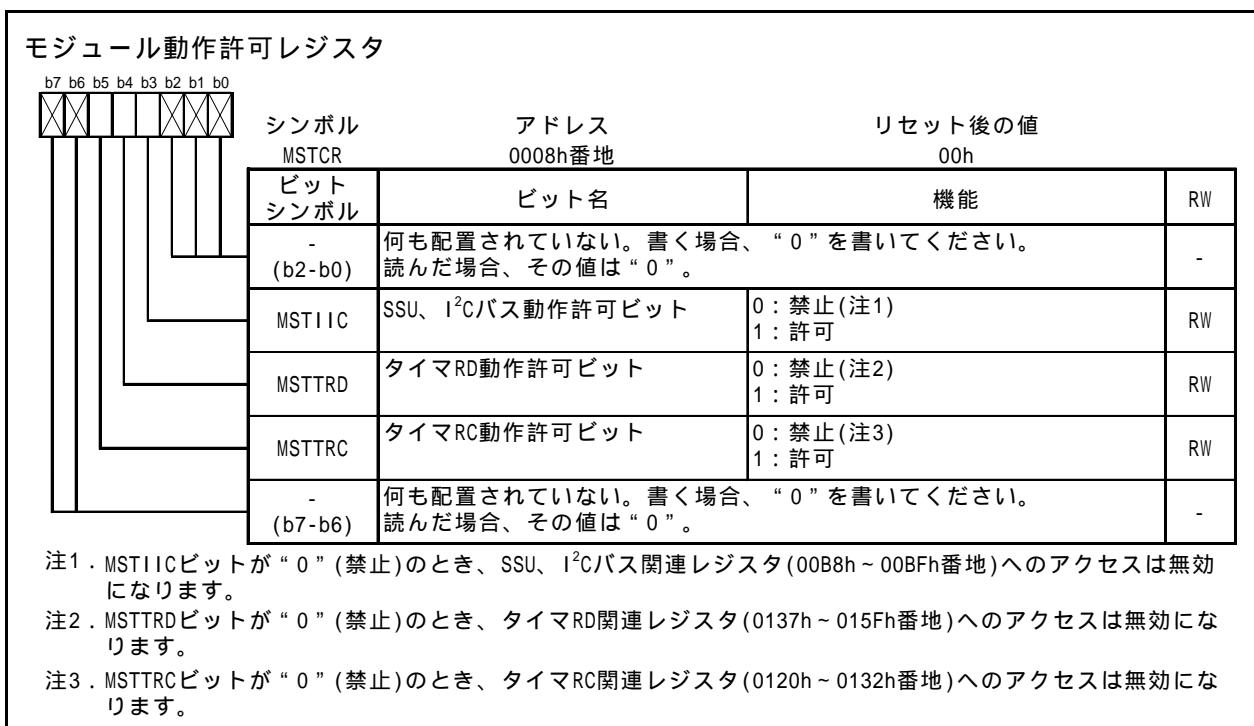 モジュール動作許可レジスタ
b7 b6 b5 b4 b3 b2 b1 b0
シンボル アドレス リセット後の値
MSTCR 0008h番地 00h
ビット
シンボル ビット名 機能 RW
-
(b2-b0) 何も配置されていない。書く場合、“0”を書いてください。
読んだ場合、その値は“0”。 -
MSTIIC SSU、I²Cバス動作許可ビット 0:禁止(注1)
1:許可 RW
MSTTRD タイマRD動作許可ビット 0:禁止(注2)
1:許可 RW
MSTTRC タイマRC動作許可ビット 0:禁止(注3)
1:許可 RW
-
(b7-b6) 何も配置されていない。書く場合、“0”を書いてください。
読んだ場合、その値は“0”。 -
注1.MSTIICビットが“0”(禁止)のとき、SSU、I²Cバス関連レジスタ(00B8h~00BFh番地)へのアクセスは無効
になります。
注2.MSTTRDビットが“0”(禁止)のとき、タイマRD関連レジスタ(0137h~015Fh番地)へのアクセスは無効にな
ります。
注3.MSTTRCビットが“0”(禁止)のとき、タイマRC関連レジスタ(0120h~0132h番地)へのアクセスは無効にな
ります。